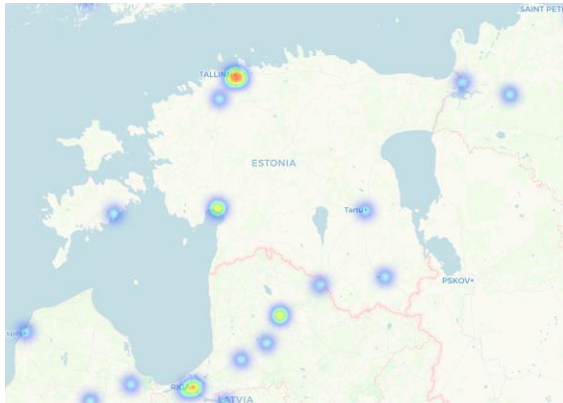 SAINT PETE
TALLINN
ESTONIA
Tartu
PSKOV
RIGA
LATVIA